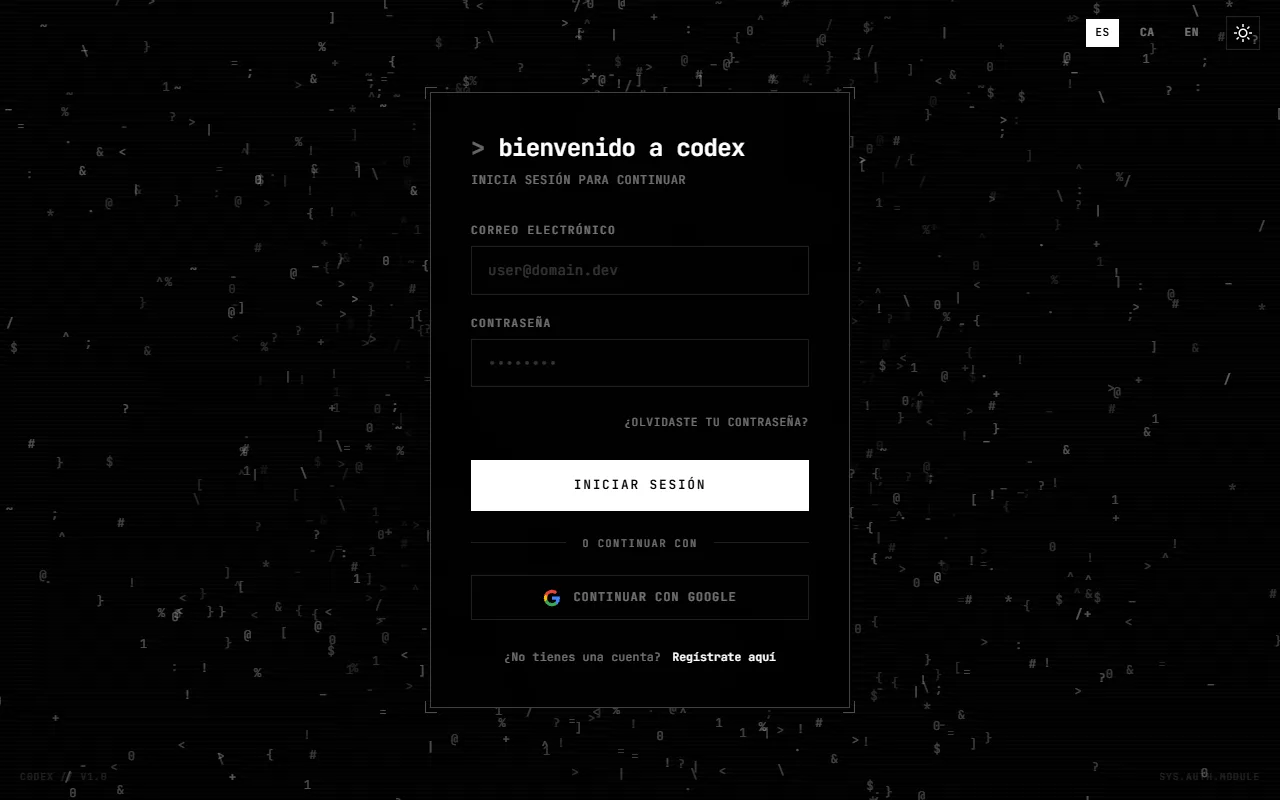 ES CA EN
> bienvenido a codex
INICIA SESIÓN PARA CONTINUAR
CORREO ELECTRÓNICO
user@domain.dev
CONTRASEÑA
••••••••
¿OLVIDASTE TU CONTRASEÑA?
INICIAR SESIÓN
O CONTINUAR CON
CONTINUAR CON GOOGLE
¿No tienes una cuenta? Regístrate aquí
CODEX // V1.0